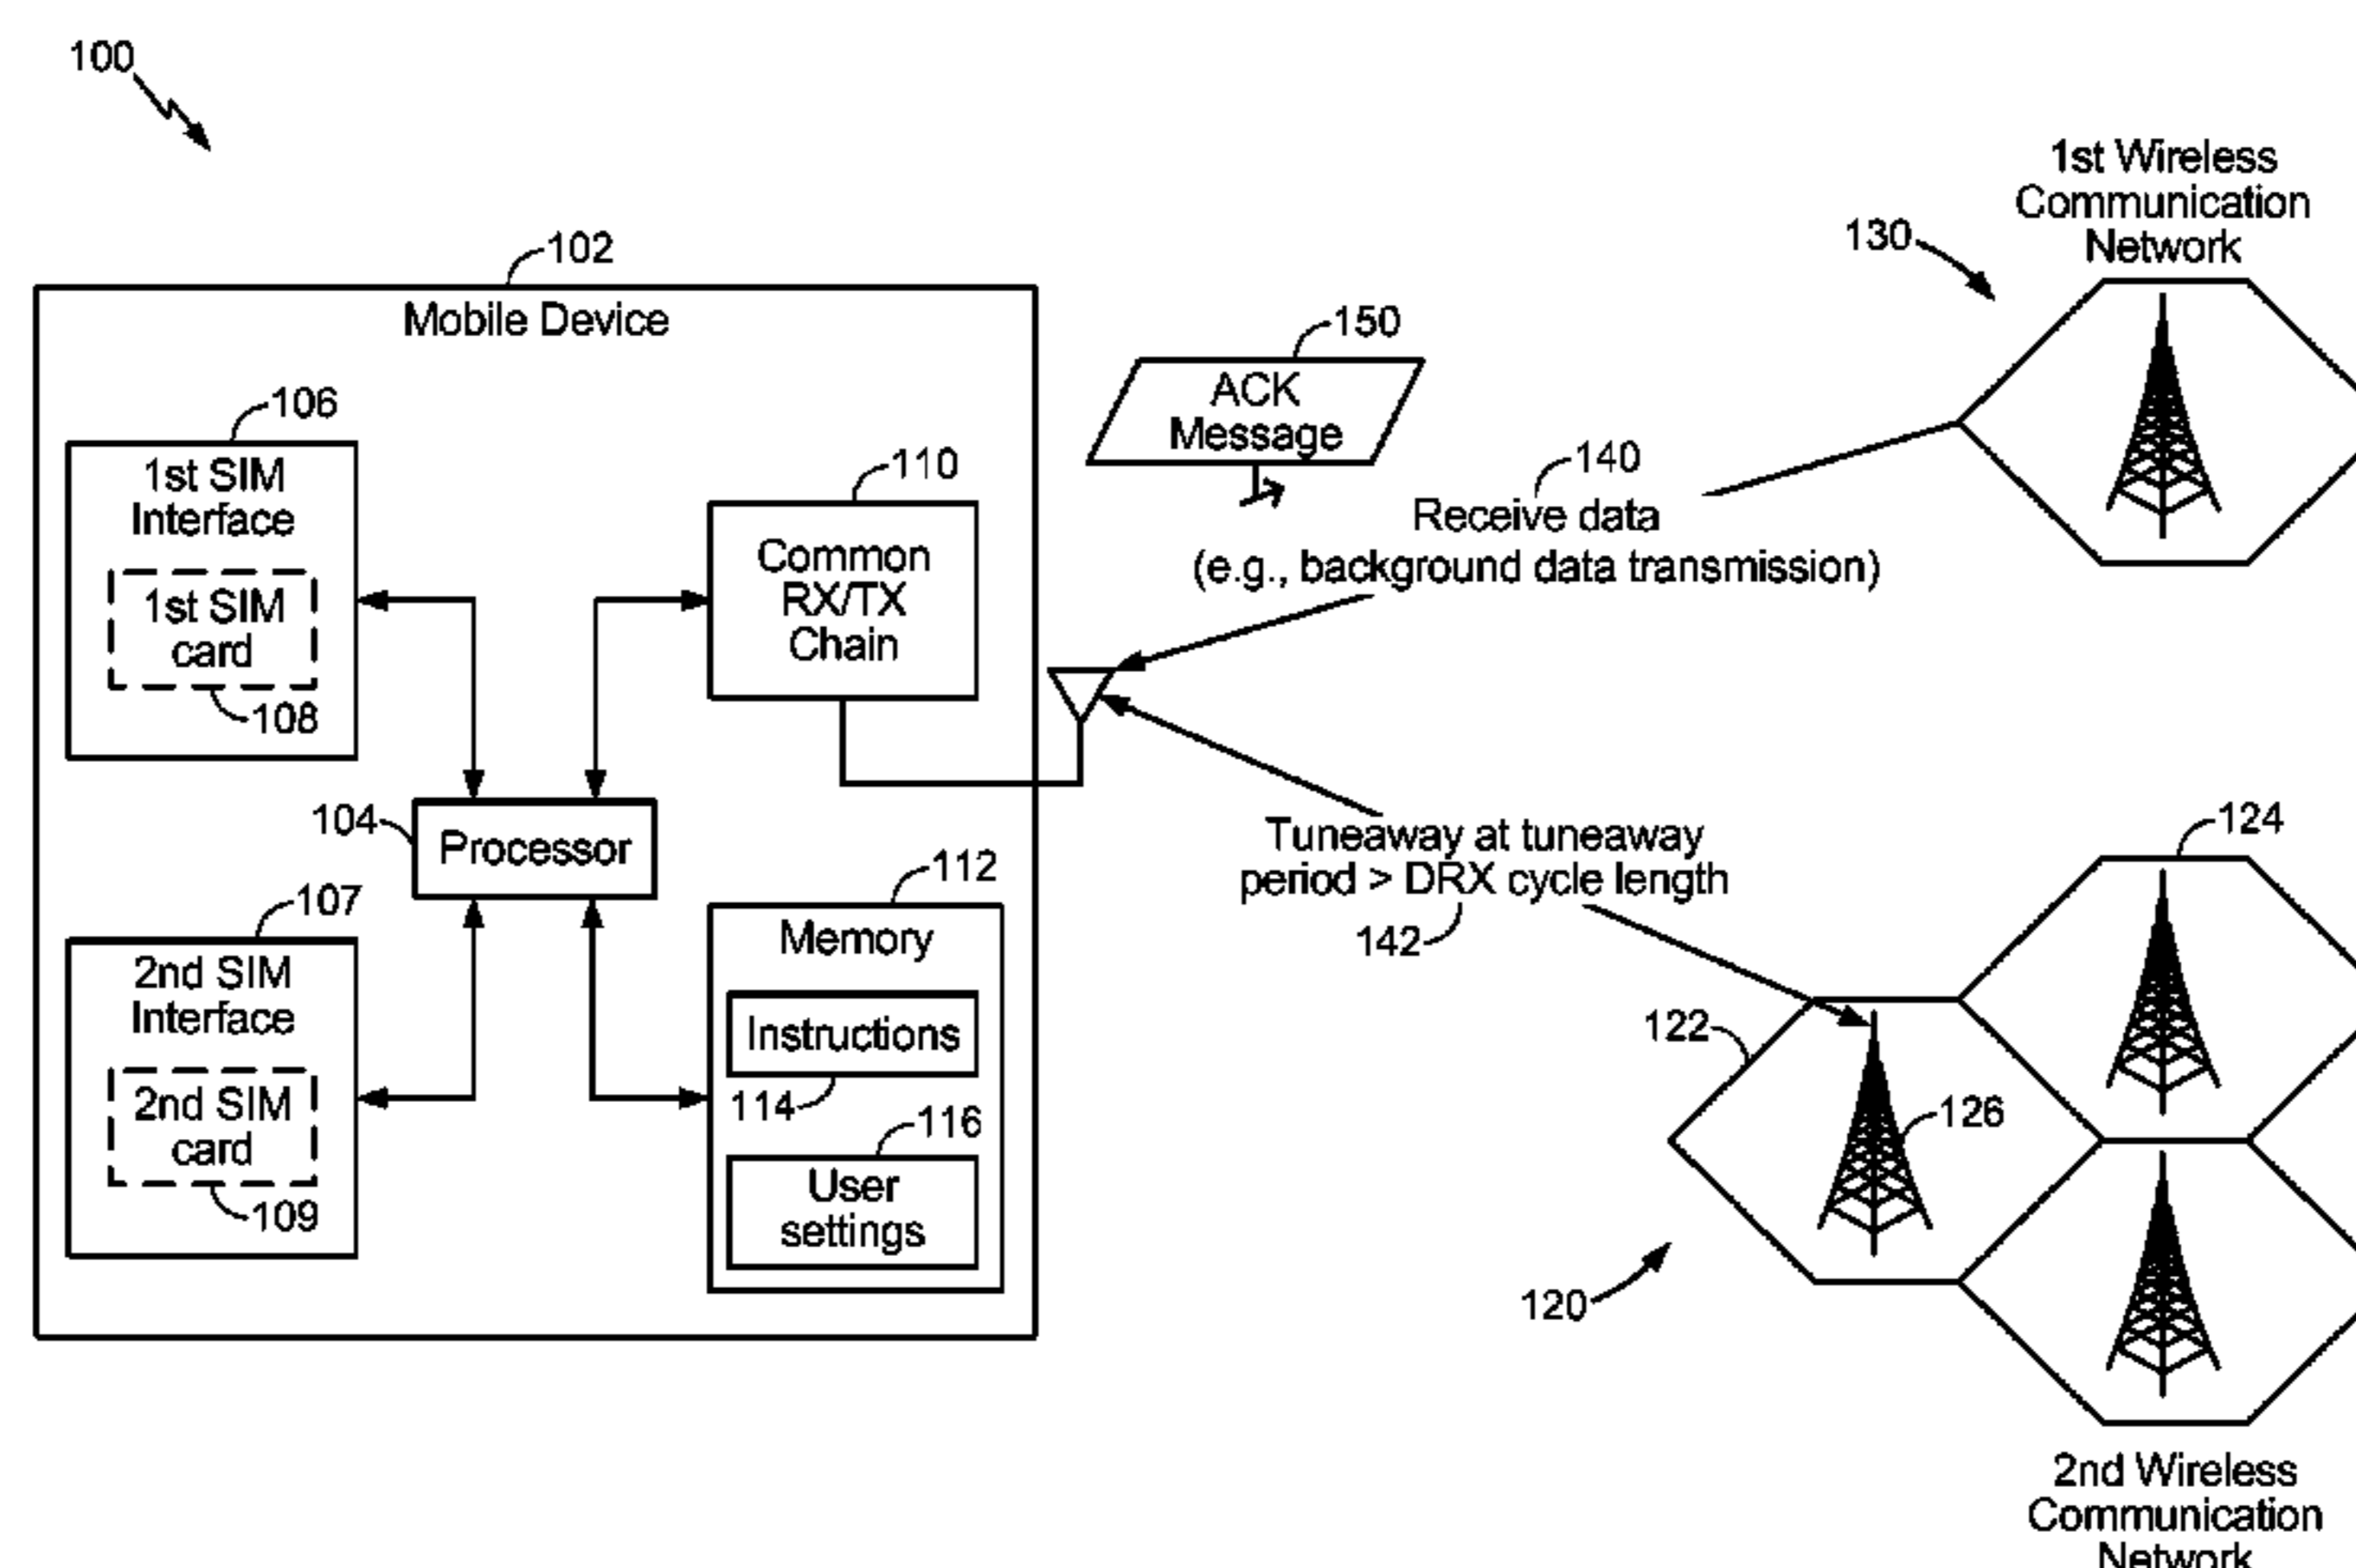 100
1st Wireless
Communication
Network
130
102
Mobile Device
150
ACK
Message
106
1st SIM
Interface
1st SIM
card
108
110
Common
RX/TX
Chain
140
Receive data
(e.g., background data transmission)
104
Processor
Tuneaway at tuneaway
period > DRX cycle length
142
124
107
2nd SIM
Interface
2nd SIM
card
109
112
Memory
Instructions
114
116
User
settings
122
126
120
2nd Wireless
Communication
Network